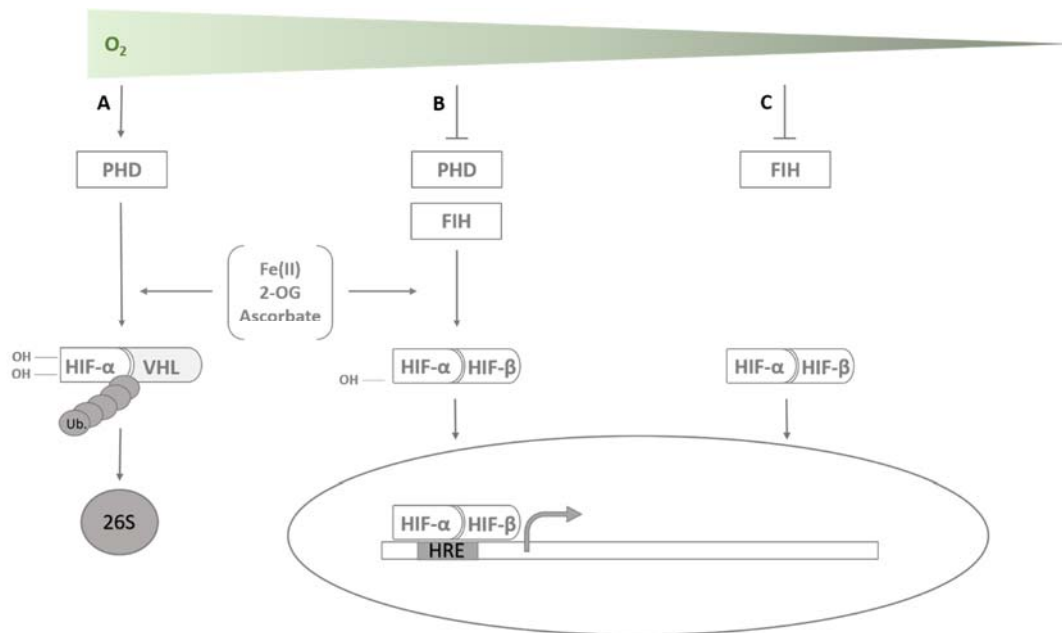 O₂
A
B
C
PHD
PHD
FIH
FIH
Fe(II)
2-OG
Ascorbate
OH
OH
HIF-α
VHL
Ub.
OH
HIF-α
HIF-β
HIF-α
HIF-β
26S
HIF-α
HIF-β
HRE